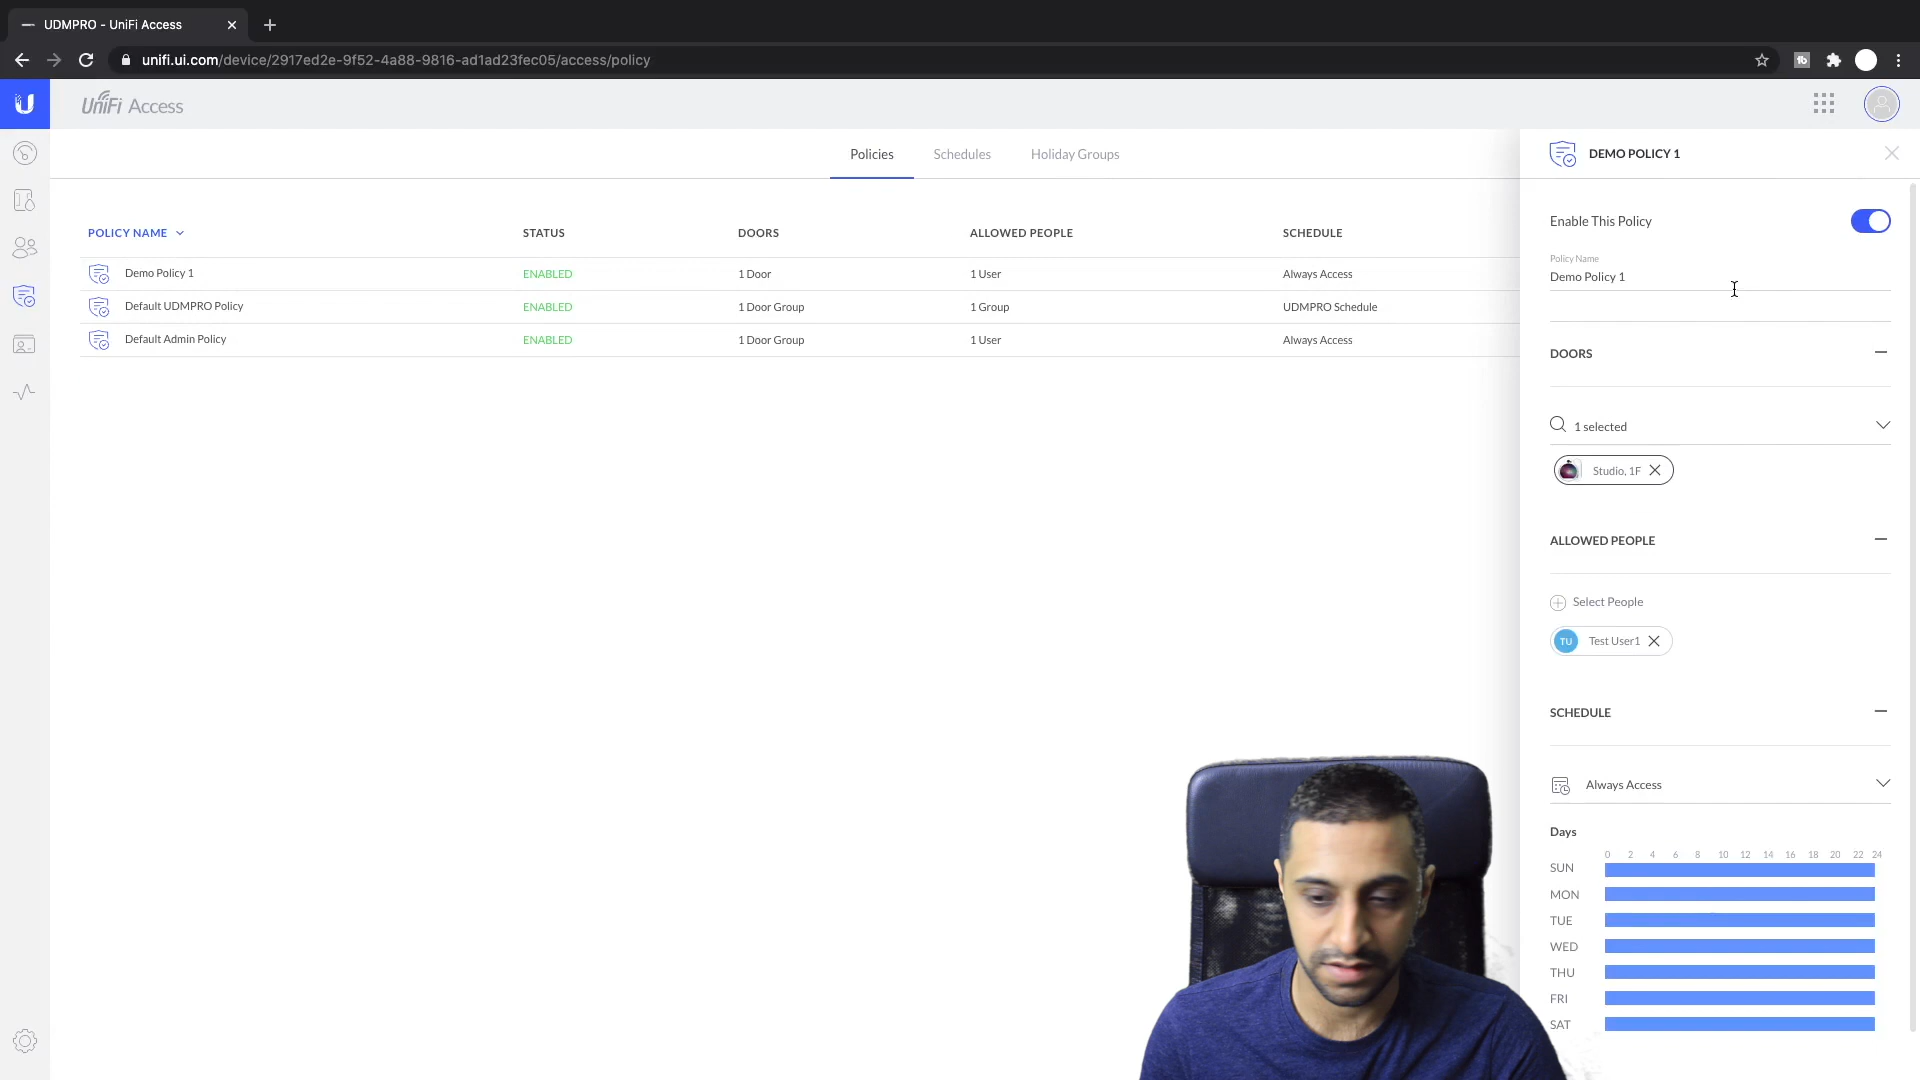 UDMPRO - UniFi Access
unifi.ui.com/device/2917ed2e-9f52-4a88-9816-ad1ad23fec05/access/policy
UniFi Access
Policies Schedules Holiday Groups
POLICY NAME STATUS DOORS ALLOWED PEOPLE SCHEDULE
Demo Policy 1 ENABLED 1 Door 1 User Always Access
Default UDMPRO Policy ENABLED 1 Door Group 1 Group UDMPRO Schedule
Default Admin Policy ENABLED 1 Door Group 1 User Always Access
DEMO POLICY 1
Enable This Policy
Policy Name
Demo Policy 1
DOORS
1 selected
Studio, 1F
ALLOWED PEOPLE
Select People
TU Test User1
SCHEDULE
Always Access
Days
0 2 4 6 8 10 12 14 16 18 20 22 24
SUN
MON
TUE
WED
THU
FRI
SAT